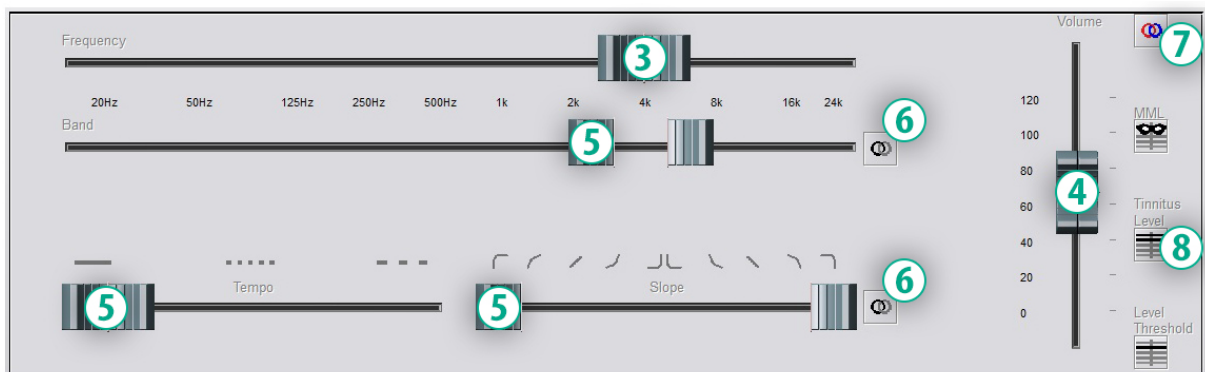 Volume
7
Frequency
3
20Hz 50Hz 125Hz 250Hz 500Hz 1k 2k 4k 8k 16k 24k
Band
5
6
120
100
80
60
40
20
0
4
MML
Tinnitus
Level
8
Level
Threshold
Tempo
5
Slope
5
6